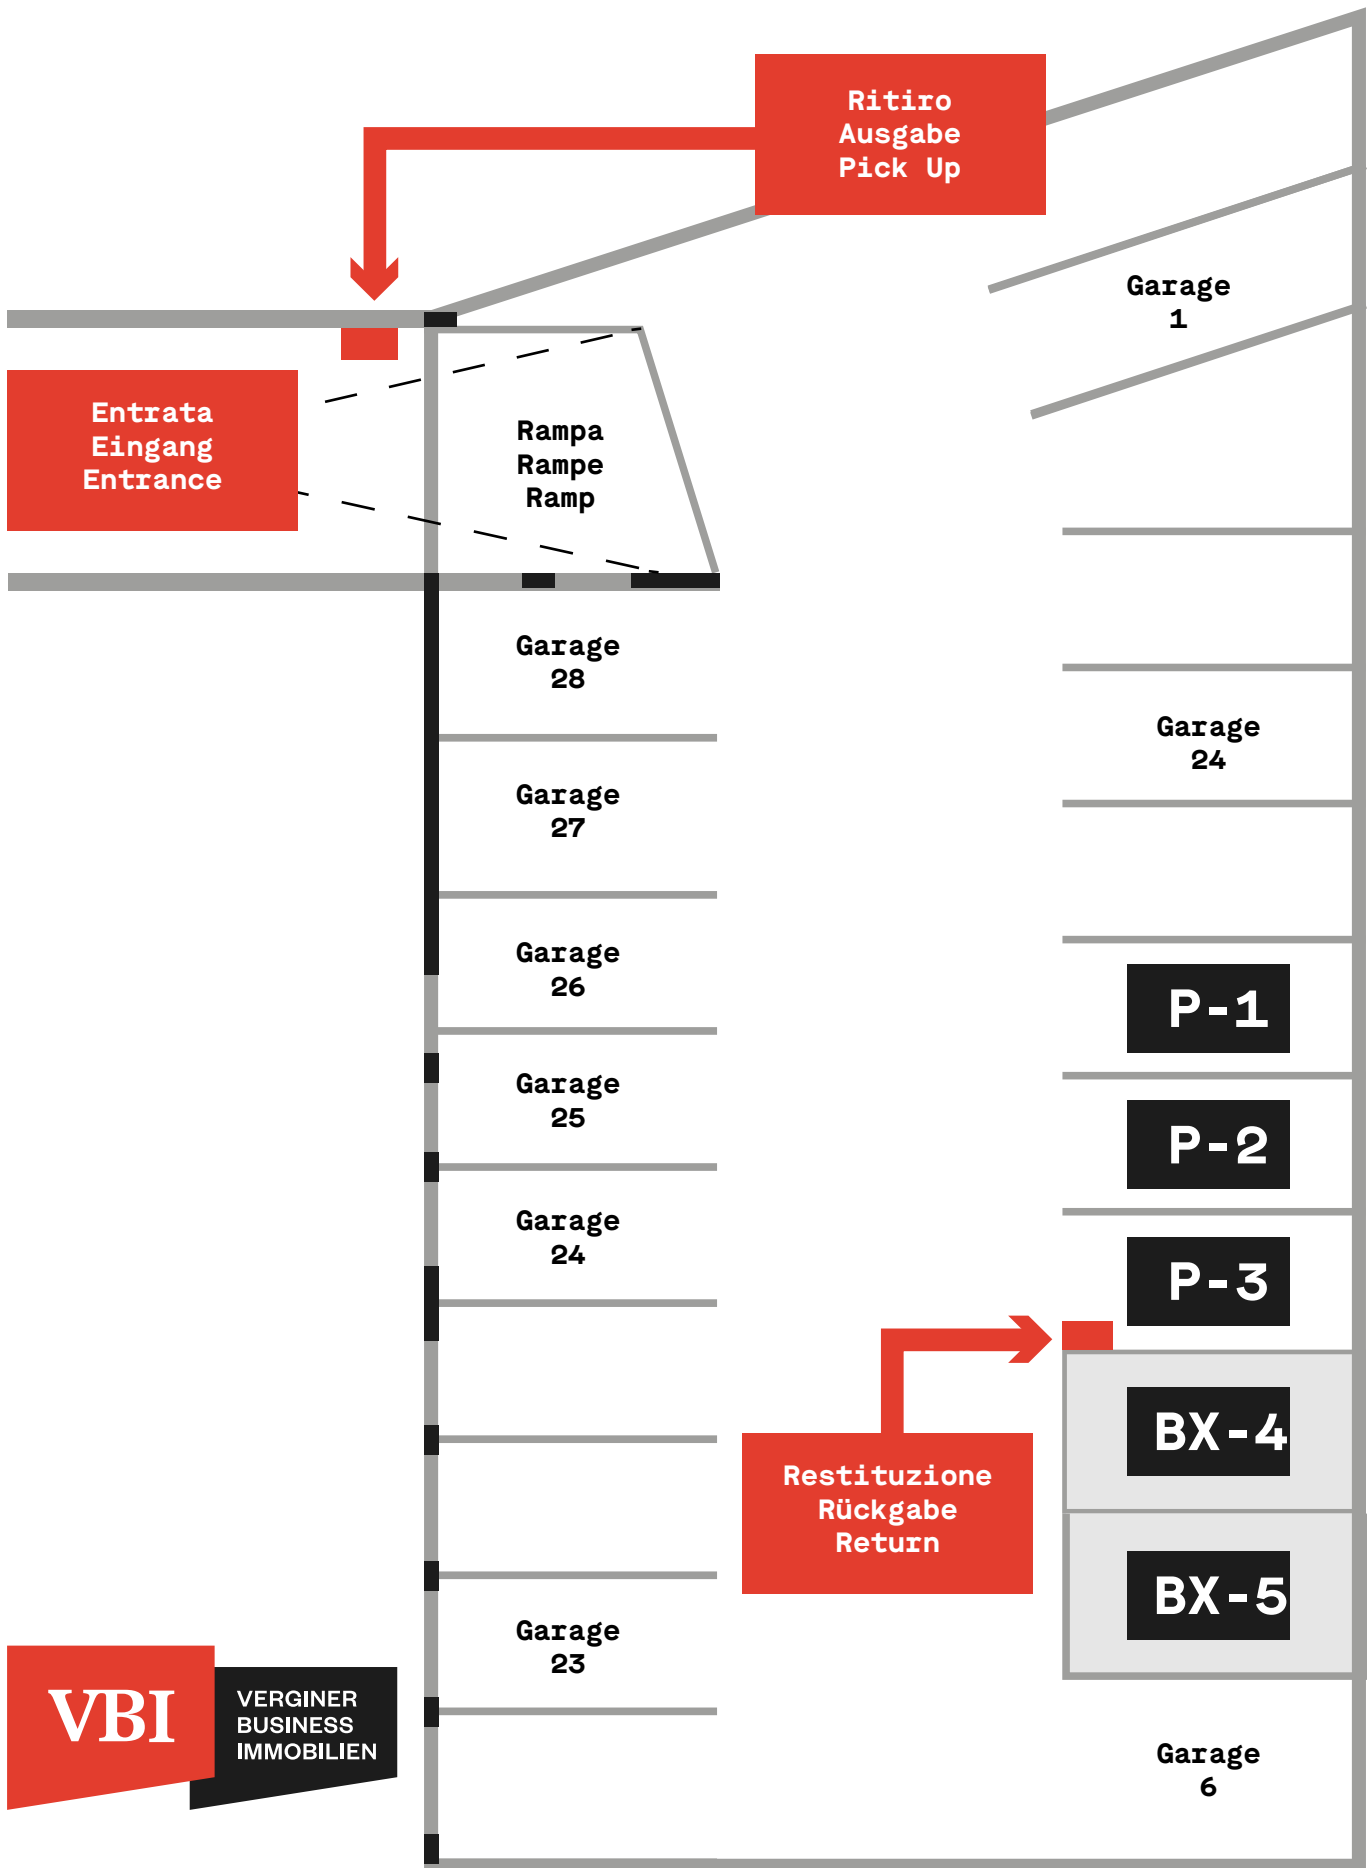 Ritiro
Ausgabe
Pick Up
Garage
1
Entrata
Eingang
Entrance
Rampa
Rampe
Ramp
Garage
28
Garage
24
Garage
27
Garage
26
P-1
Garage
25
P-2
Garage
24
P-3
BX-4
Restituzione
Rückgabe
Return
BX-5
Garage
23
VBI
VERGINER
BUSINESS
IMMOBILIEN
Garage
6